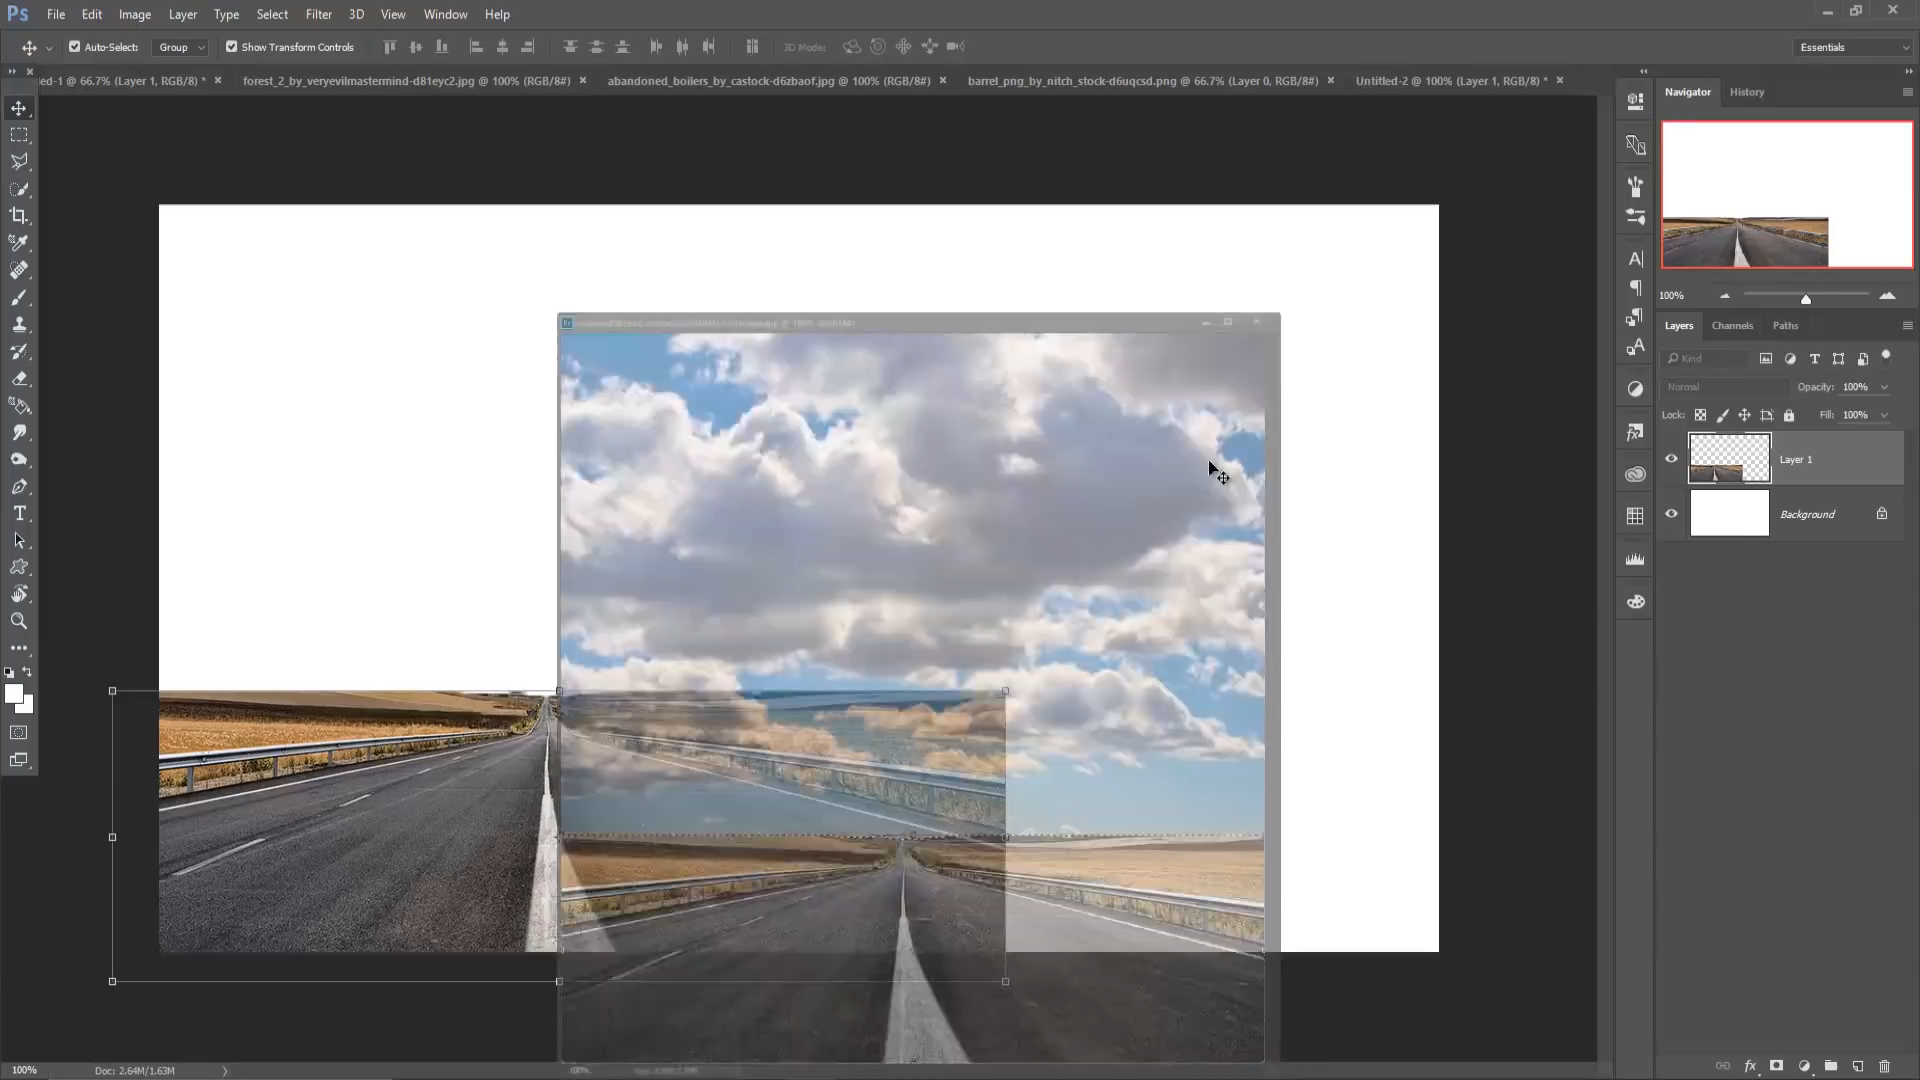 Ps File Edit Image Layer Type Select Filter 3D View Window Help
Auto-Select: Group Show Transform Controls 3D Mode: Essentials
ed-1 @ 66.7% (Layer 1, RGB/8) * × forest_2_by_veryevilmastermind-d81eyc2.jpg @ 100% (RGB/8#) × abandoned_boilers_by_castock-d6zbaof.jpg @ 100% (RGB/8#) × barrel_png_by_nitch_stock-d6uqcsd.png @ 66.7% (Layer 0, RGB/8#) × Untitled-2 @ 100% (Layer 1, RGB/8) * ×
Navigator History
100%
Layers Channels Paths
Kind
Normal Opacity: 100%
Lock: Fill: 100%
Layer 1
Background
100% Doc: 2.64M/1.63M